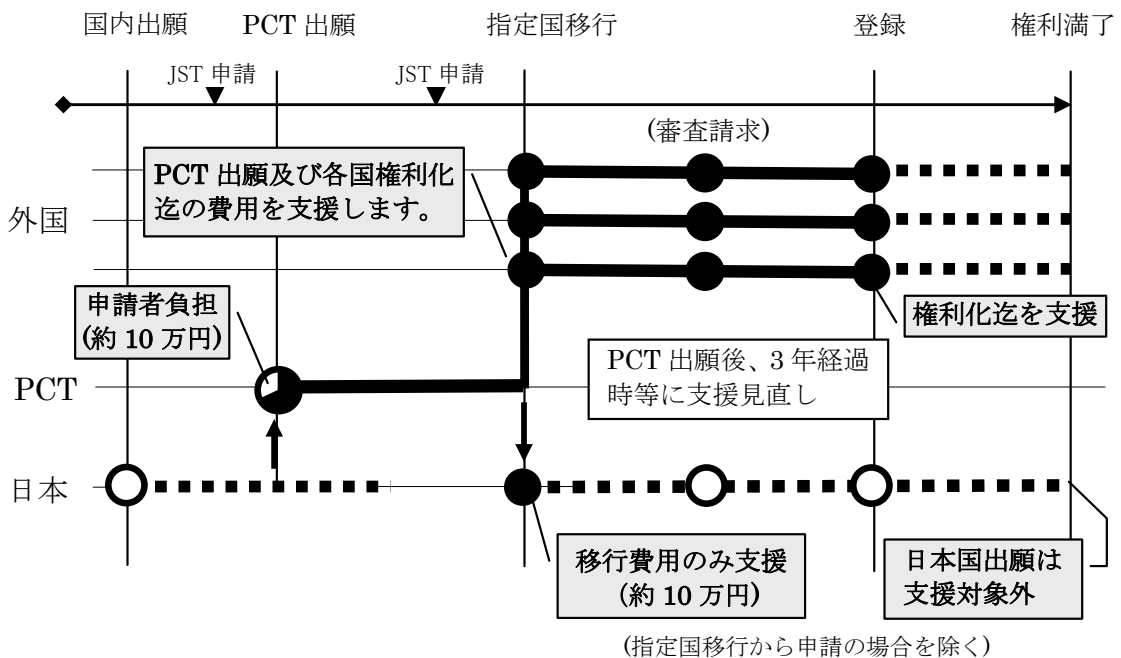 国内出願
PCT 出願
指定国移行
登録
権利満了
JST 申請
JST 申請
(審査請求)
PCT 出願及び各国権利化
迄の費用を支援します。
外国
申請者負担
(約 10 万円)
権利化迄を支援
PCT 出願後、3 年経過
時等に支援見直し
PCT
日本
移行費用のみ支援
(約 10 万円)
日本国出願は
支援対象外
(指定国移行から申請の場合を除く)